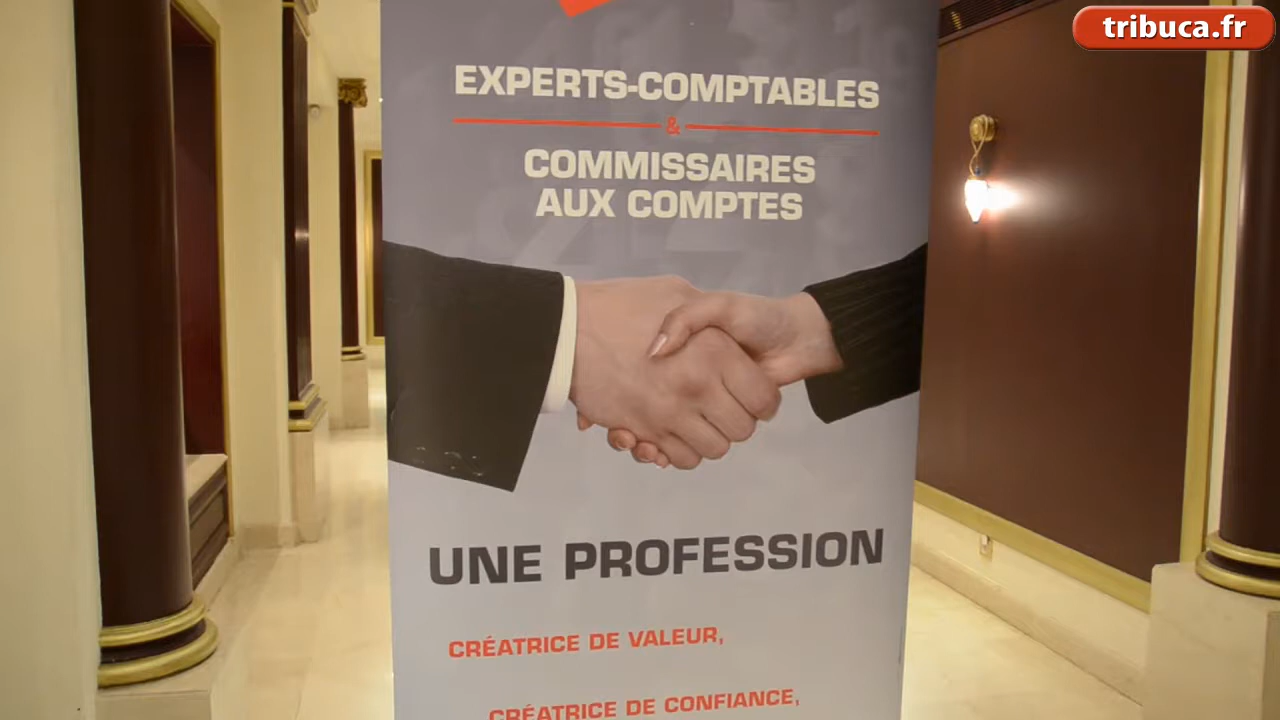 tribuca.fr
EXPERTS-COMPTABLES
&
COMMISSAIRES
AUX COMPTES
UNE PROFESSION
CRÉATRICE DE VALEUR,
CRÉATRICE DE CONFIANCE,